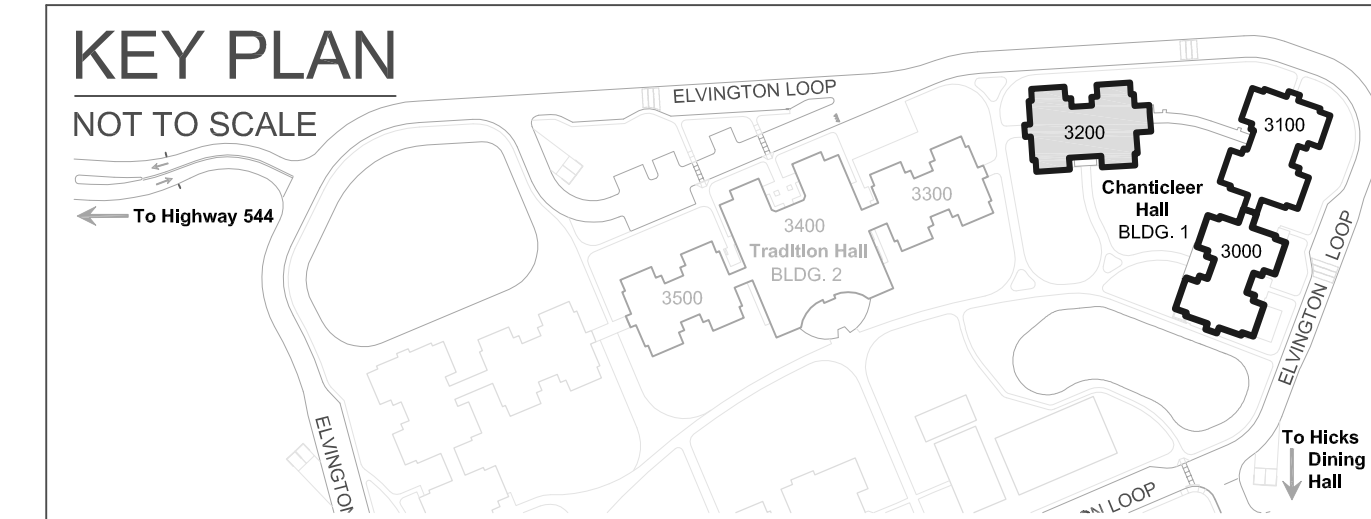 KEY PLAN
NOT TO SCALE
ELVINGTON LOOP
To Highway 544
3200
3100
Chanticleer
Hall
BLDG. 1
3000
3300
3400
Tradition Hall
BLDG. 2
3500
ELVINGTON LOOP
ELVINGTON
To Hicks
Dining
Hall
ON LOOP